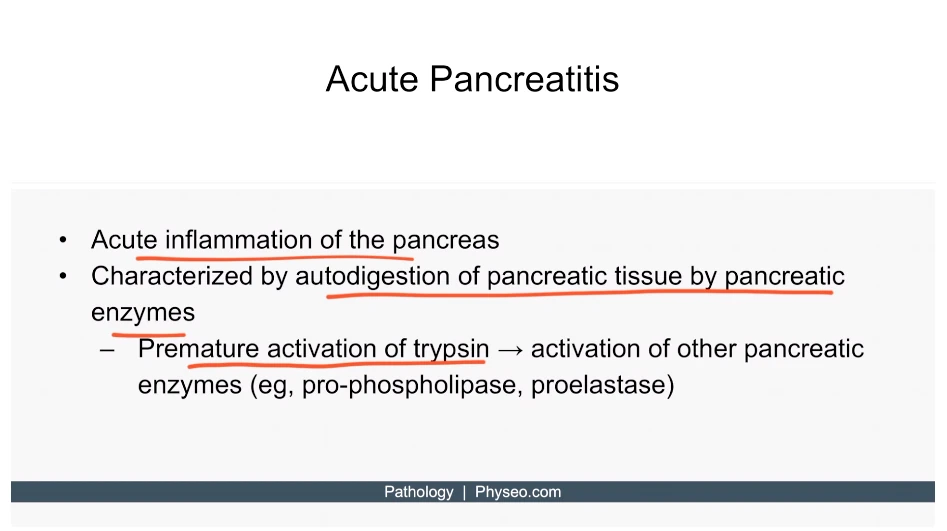 Acute Pancreatitis
• Acute inflammation of the pancreas
• Characterized by autodigestion of pancreatic tissue by pancreatic
enzymes
– Premature activation of trypsin → activation of other pancreatic
enzymes (eg, pro-phospholipase, proelastase)
Pathology | Physeo.com